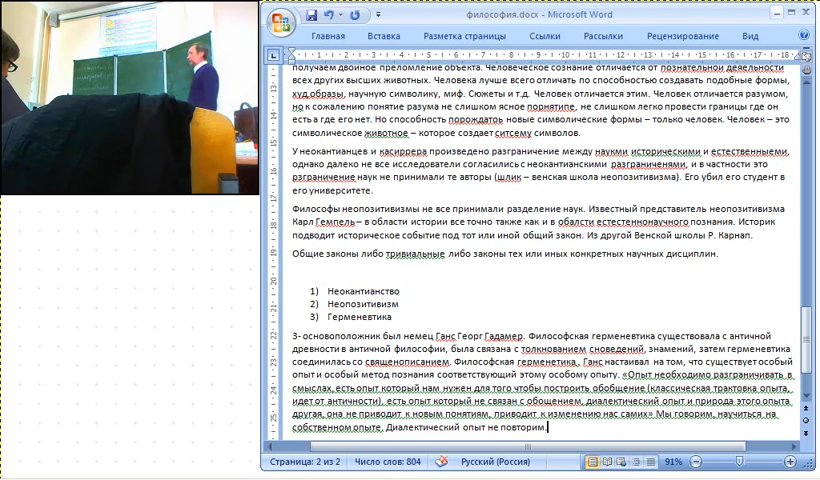 философия.docx - Microsoft Word
Главная Вставка Разметка страницы Ссылки Рассылки Рецензирование Вид
получаем двойное преломление объекта. Человеческое сознание отличается от познательной деяельности
всех других высших животных. Человека лучше всего отличать по способностью создавать подобные формы,
худ,образы, научную символику, миф. Сюжеты и т.д. Человек отличается этим. Человек отличается разумом,
но к сожалению понятие разума не слишком ясное порнятипе, не слишком легко провести границы где он
есть а где его нет. Но способность порождатоь новые символические формы – только человек. Человек – это
символическое животное – которое создает ситсему символов.
У неокантианцев и касиррера произведено разграничение между наукми историческими и естественныеми,
однако далеко не все исследователи согласились с неокантианскими разграниченями, и в частности это
рзграничение наук не принимали те авторы (шлик – венская школа неопозитивизма). Его убил его студент в
его университете.
Философы неопозитивизмы не все принимали разделение наук. Известный представитель неопозитивизма
Карл Гемпель – в области истории все точно также как и в обалсти естестеннонаучного познания. Историк
подводит историческое событие под тот или иной общий закон. Из другой Венской школы Р. Карнап.
Общие законы либо тривиальные либо законы тех или иных конкретных научных дисциплин.
1) Неокантианство
2) Неопозитивизм
3) Герменевтика
3- основоположник был немец Ганс Георг Гадамер. Философская герменевтика существовала с античной
древности в античной философии, была связана с толкнованием сноведений, знамений, затем герменевтика
соединилась со священописанием. Философская герменетика, Ганс настаивал на том, что существует особый
опыт и особый метод познания соответствующий этому особому опыту. «Опыт необходимо разграничивать в
смыслах, есть опыт который нам нужен для того чтобы построить обобщение (классическая трактовка опыта,
идет от античности), есть опыт который не связан с обощением, диалектический опыт и природа этого опыта
другая, она не приводит к новым понятиям, приводит к изменению нас самих» Мы говорим, научиться на
собственном опыте. Диалектический опыт не повторим.
Страница: 2 из 2 Число слов: 804 Русский (Россия) 91%